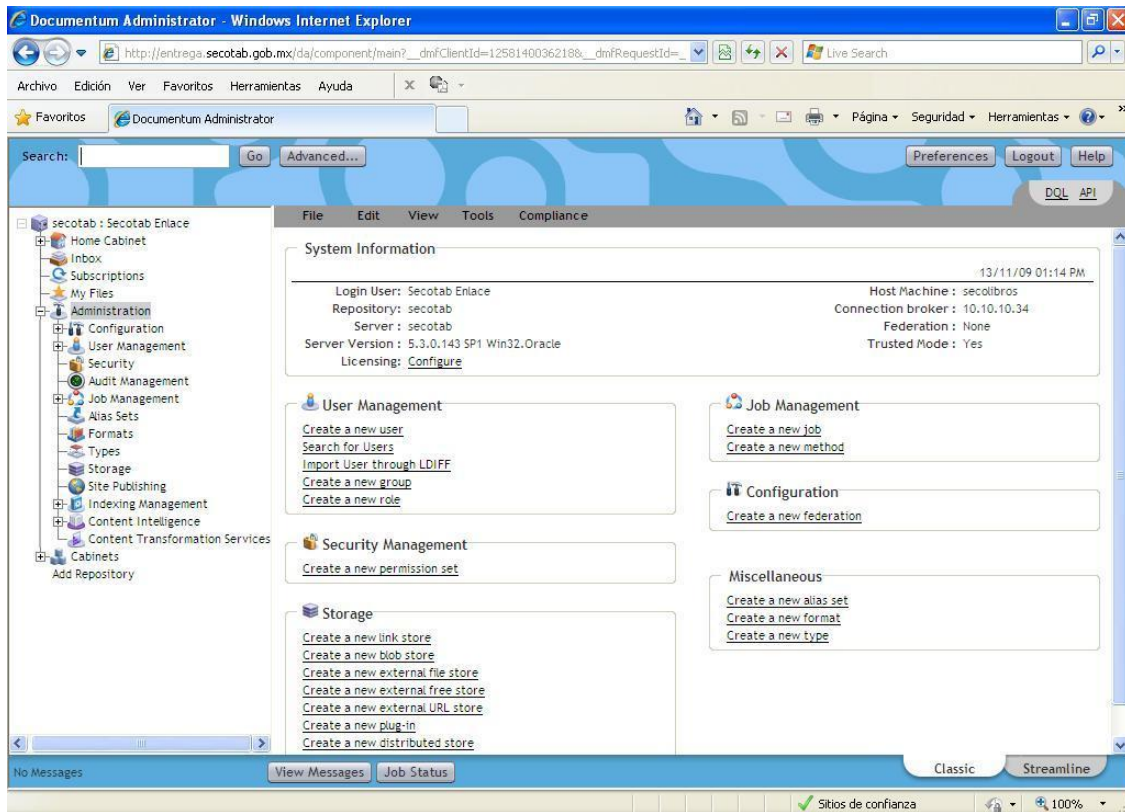 Documentum Administrator - Windows Internet Explorer
http://entrega.secotab.gob.mx/da/component/main?__dmfClientId=1258140036218&__dmfRequestId=_
Live Search
Archivo Edición Ver Favoritos Herramientas Ayuda
Favoritos Documentum Administrator Página Seguridad Herramientas
Search: Go Advanced... Preferences Logout Help
DQL API
File Edit View Tools Compliance
secotab : Secotab Enlace
Home Cabinet
Inbox
Subscriptions
My Files
Administration
Configuration
User Management
Security
Audit Management
Job Management
Alias Sets
Formats
Types
Storage
Site Publishing
Indexing Management
Content Intelligence
Content Transformation Services
Cabinets
Add Repository
System Information
13/11/09 01:14 PM
Login User: Secotab Enlace
Repository: secotab
Server : secotab
Server Version : 5.3.0.143 SP1 Win32.Oracle
Licensing: Configure
Host Machine : secolibros
Connection broker : 10.10.10.34
Federation : None
Trusted Mode : Yes
User Management
Create a new user
Search for Users
Import User through LDIFF
Create a new group
Create a new role
Security Management
Create a new permission set
Storage
Create a new link store
Create a new blob store
Create a new external file store
Create a new external free store
Create a new external URL store
Create a new plug-in
Create a new distributed store
Job Management
Create a new job
Create a new method
Configuration
Create a new federation
Miscellaneous
Create a new alias set
Create a new format
Create a new type
No Messages View Messages Job Status Classic Streamline
Sitios de confianza 100%